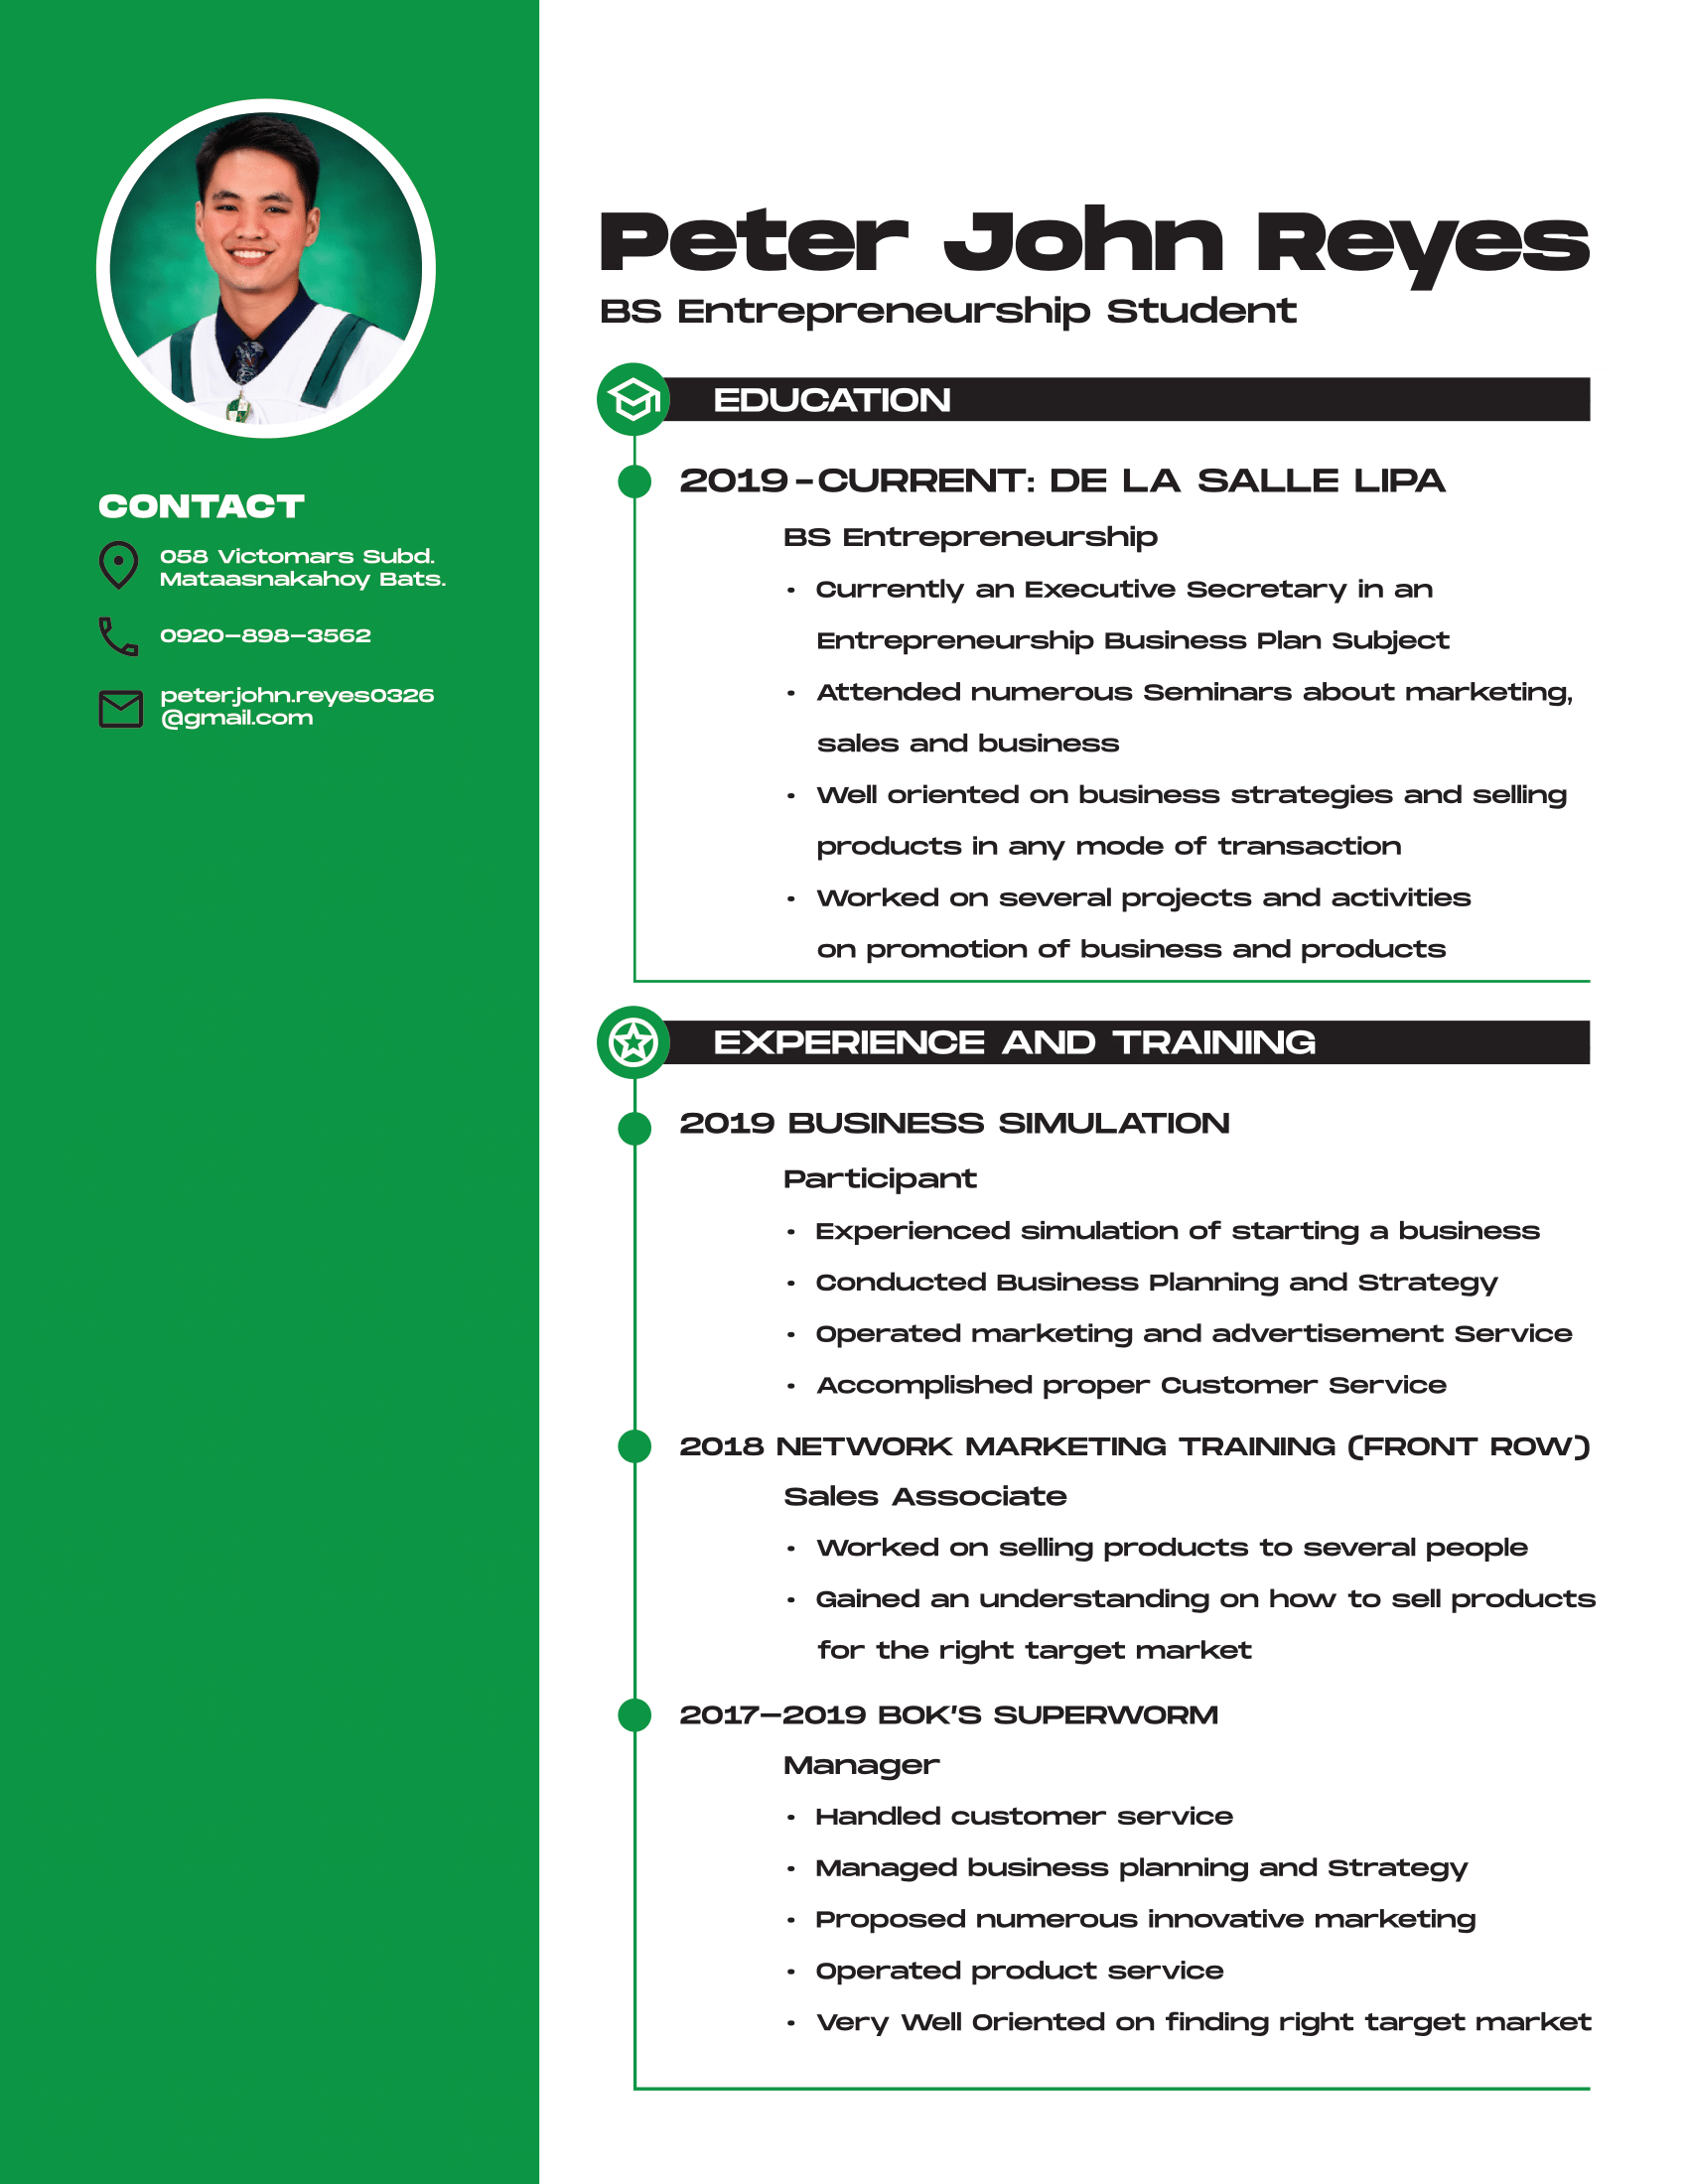 CONTACT
058 Victomars Subd.
Mataasnakahoy Bats.
0920-898-3562
peterjohn.reyes0326
@gmail.com
Peter John Reyes
BS Entrepreneurship Student
EDUCATION
2019-CURRENT: DE LA SALLE LIPA
BS Entrepreneurship
• Currently an Executive Secretary in an
Entrepreneurship Business Plan Subject
• Attended numerous Seminars about marketing,
sales and business
• Well oriented on business strategies and selling
products in any mode of transaction
• Worked on several projects and activities
on promotion of business and products
EXPERIENCE AND TRAINING
2019 BUSINESS SIMULATION
Participant
• Experienced simulation of starting a business
• Conducted Business Planning and Strategy
• Operated marketing and advertisement Service
• Accomplished proper Customer Service
2018 NETWORK MARKETING TRAINING (FRONT ROW)
Sales Associate
• Worked on selling products to several people
• Gained an understanding on how to sell products
for the right target market
2017-2019 BOK'S SUPERWORM
Manager
• Handled customer service
• Managed business planning and Strategy
• Proposed numerous innovative marketing
• Operated product service
• Very Well Oriented on finding right target market